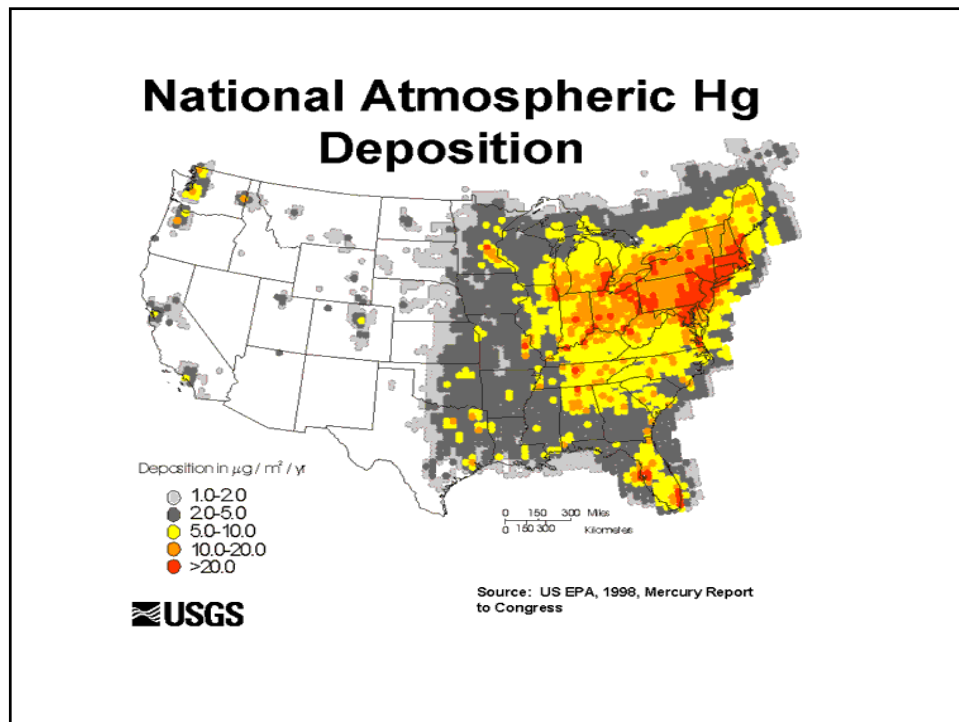 National Atmospheric Hg
Deposition
Deposition in µg / m² / yr
1.0-2.0
2.0-5.0
5.0-10.0
10.0-20.0
>20.0
0 150 300 Miles
0 150 300 Kilometers
Source: US EPA, 1998, Mercury Report
to Congress
USGS